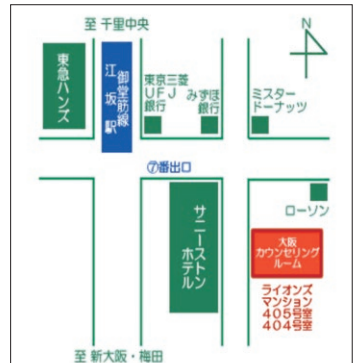 至 千里中央
N
東急ハンズ
御堂筋線
江坂駅
東京三菱
UFJ
銀行
みずほ
銀行
ミスター
ドーナッツ
⑦番出口
サニーストン
ホテル
ローソン
大阪
カウンセリング
ルーム
ライオンズ
マンション
405号室
404号室
至 新大阪・梅田